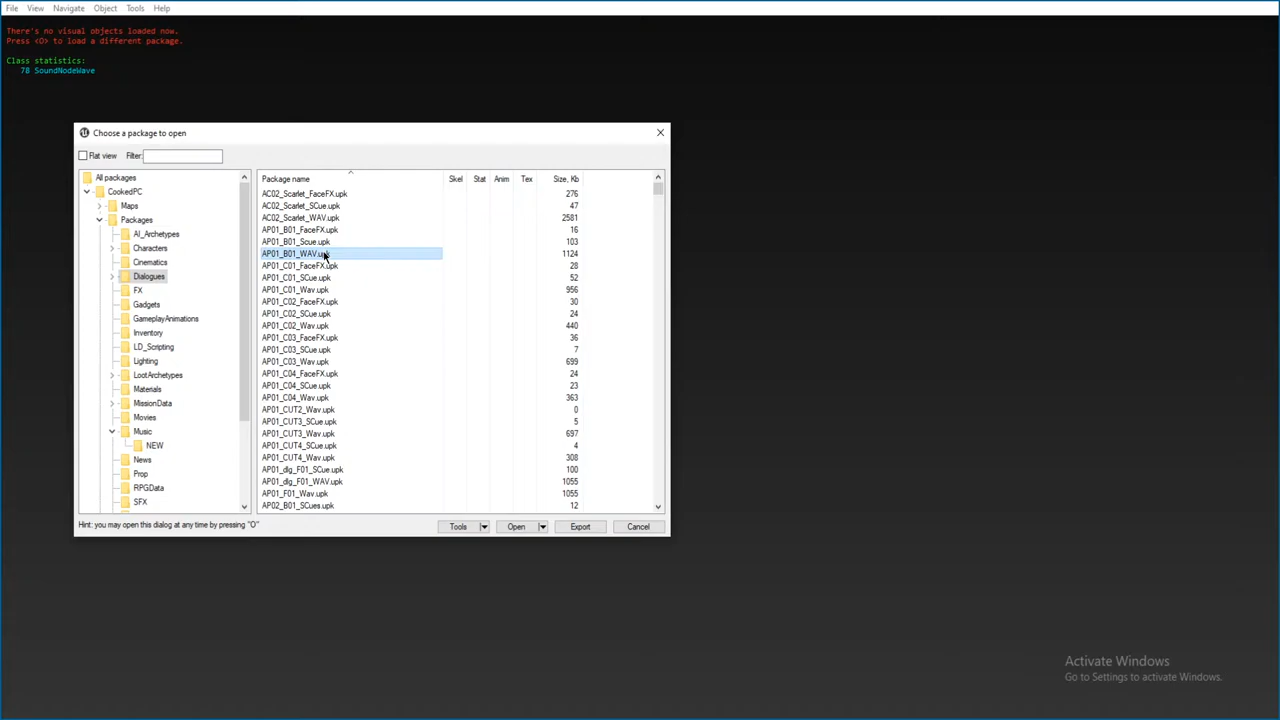 File View Navigate Object Tools Help
There's no visual objects loaded now.
Press <O> to load a different package.
Class statistics:
78 SoundNodeWave
Choose a package to open
Flat view Filter:
All packages
CookedPC
Maps
Packages
AI_Archetypes
Characters
Cinematics
Dialogues
FX
Gadgets
GameplayAnimations
Inventory
LD_Scripting
Lighting
LootArchetypes
Materials
MissionData
Movies
Music
NEW
News
Prop
RPGData
SFX
Package name Skel Stat Anim Tex Size, Kb
AC02_Scarlet_FaceFX.upk 276
AC02_Scarlet_SCue.upk 47
AC02_Scarlet_WAV.upk 2581
AP01_B01_FaceFX.upk 16
AP01_B01_Scue.upk 103
AP01_B01_WAV.upk 1124
AP01_C01_FaceFX.upk 28
AP01_C01_SCue.upk 52
AP01_C01_Wav.upk 956
AP01_C02_FaceFX.upk 30
AP01_C02_SCue.upk 24
AP01_C02_Wav.upk 440
AP01_C03_FaceFX.upk 36
AP01_C03_SCue.upk 7
AP01_C03_Wav.upk 699
AP01_C04_FaceFX.upk 24
AP01_C04_SCue.upk 23
AP01_C04_Wav.upk 363
AP01_CUT2_Wav.upk 0
AP01_CUT3_SCue.upk 5
AP01_CUT3_Wav.upk 697
AP01_CUT4_SCue.upk 4
AP01_CUT4_Wav.upk 308
AP01_dlg_F01_SCue.upk 100
AP01_dlg_F01_WAV.upk 1055
AP01_F01_Wav.upk 1055
AP02_B01_SCues.upk 12
Hint: you may open this dialog at any time by pressing "O"
Tools Open Export Cancel
Activate Windows
Go to Settings to activate Windows.